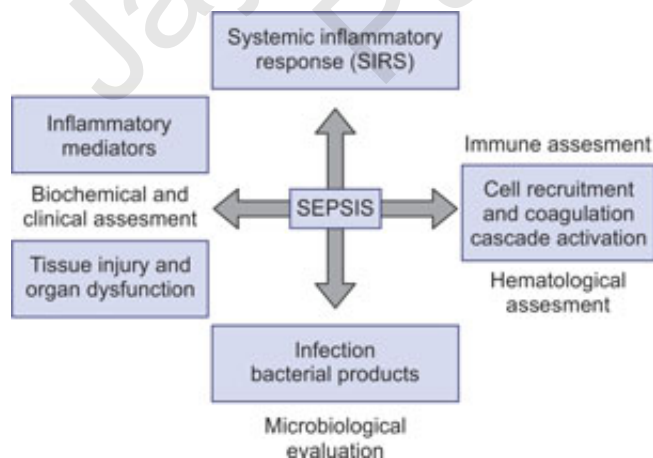 Systemic inflammatory
response (SIRS)
Inflammatory
mediators
Biochemical and
clinical assesment
Tissue injury and
organ dysfunction
SEPSIS
Immune assesment
Cell recruitment
and coagulation
cascade activation
Hematological
assesment
Infection
bacterial products
Microbiological
evaluation